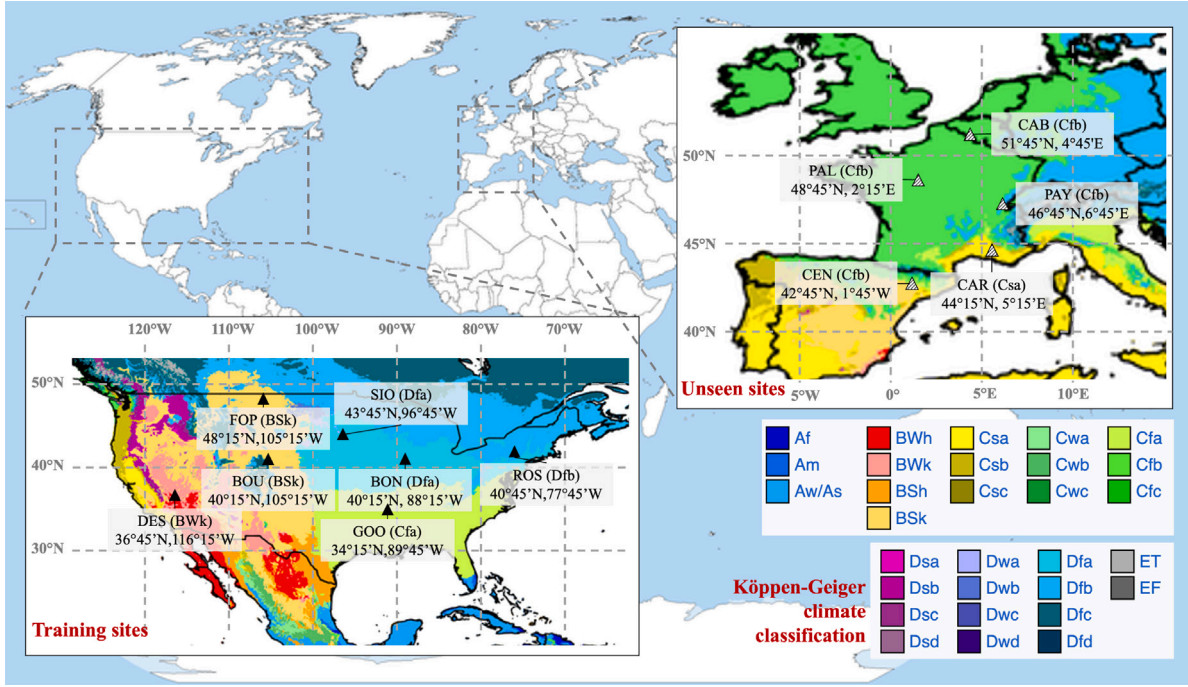 50°N
45°N
40°N
5°W
0°
5°E
10°E
CAB (Cfb)
51°45'N, 4°45'E
PAL (Cfb)
48°45'N, 2°15'E
PAY (Cfb)
46°45'N,6°45'E
CEN (Cfb)
42°45'N, 1°45'W
CAR (Csa)
44°15'N, 5°15'E
Unseen sites
120°W
110°W
100°W
90°W
80°W
70°W
50°N
40°N
30°N
SIO (Dfa)
43°45'N,96°45'W
FOP (BSk)
48°15'N,105°15'W
BOU (BSk)
40°15'N,105°15'W
BON (Dfa)
40°15'N, 88°15'W
ROS (Dfb)
40°45'N,77°45'W
DES (BWk)
36°45'N,116°15'W
GOO (Cfa)
34°15'N,89°45'W
Training sites
Af
Am
Aw/As
BWh
BWk
BSh
BSk
Csa
Csb
Csc
Cwa
Cwb
Cwc
Cfa
Cfb
Cfc
Köppen-Geiger
climate
classification
Dsa
Dsb
Dsc
Dsd
Dwa
Dwb
Dwc
Dwd
Dfa
Dfb
Dfc
Dfd
ET
EF